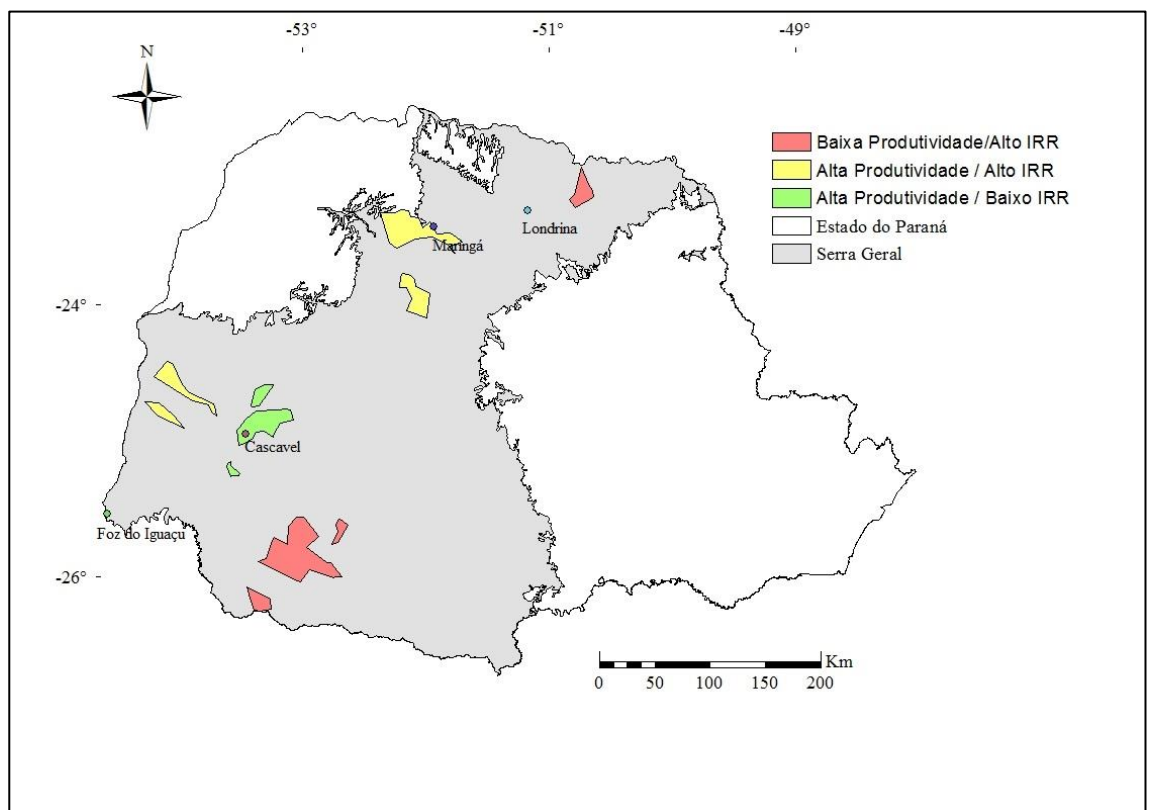 -53° -51° -49°
N
Baixa Produtividade/Alto IRR
Alta Produtividade / Alto IRR
Alta Produtividade / Baixo IRR
Estado do Paraná
Serra Geral
Londrina
Maringá
-24°
Cascavel
Foz do Iguaçu
-26°
Km
0 50 100 150 200